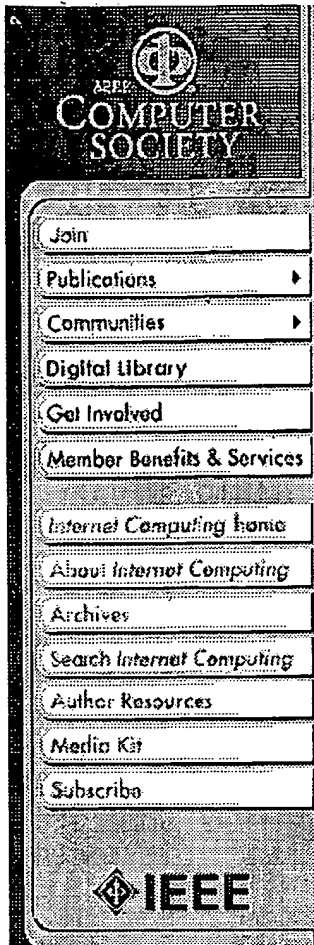 IEEE
COMPUTER
SOCIETY
Join
Publications
Communities
Digital Library
Get Involved
Member Benefits & Services
Internet Computing home
About Internet Computing
Archives
Search Internet Computing
Author Resources
Media Kit
Subscribe
IEEE